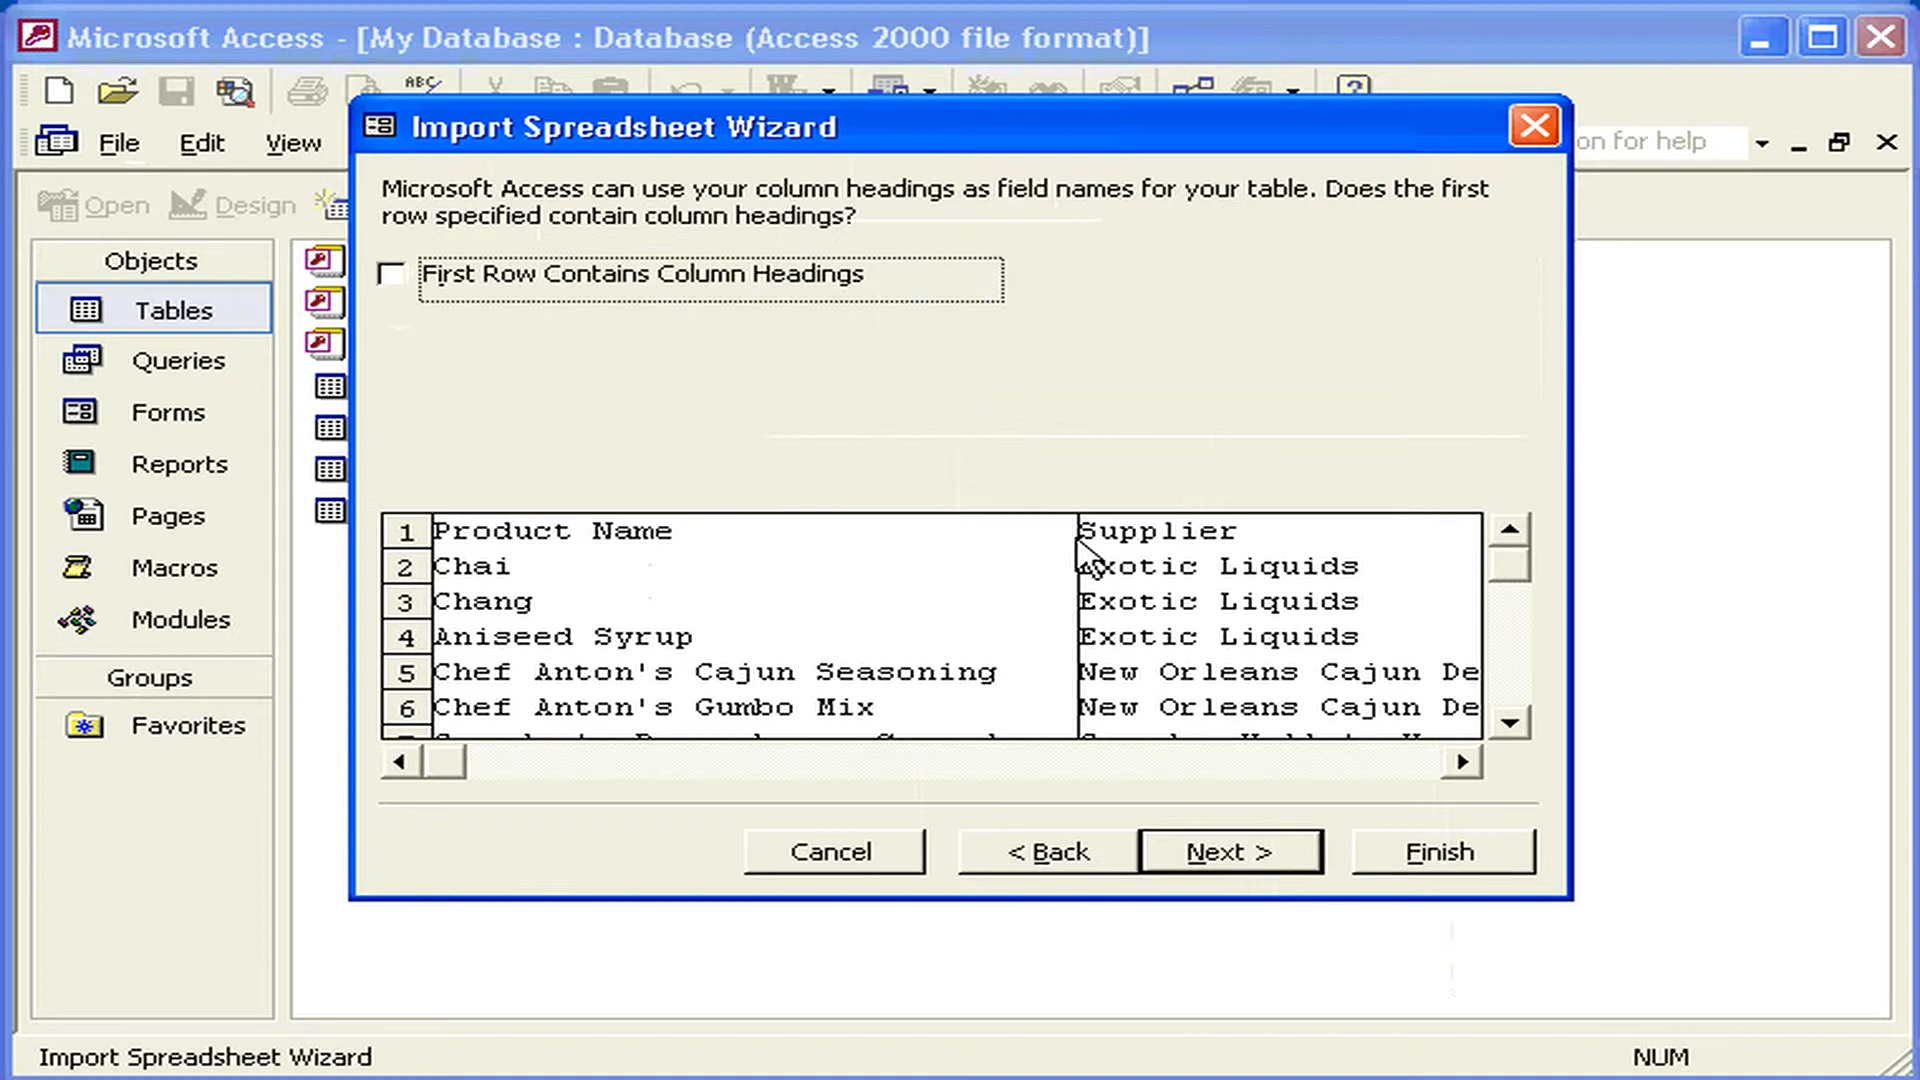 Microsoft Access - [My Database : Database (Access 2000 file format)]
ABC
File Edit View
on for help
Import Spreadsheet Wizard
Open Design
Microsoft Access can use your column headings as field names for your table. Does the first
row specified contain column headings?
First Row Contains Column Headings
Objects
Tables
Queries
Forms
Reports
Pages
Macros
Modules
Groups
Favorites
1 Product Name Supplier
2 Chai Exotic Liquids
3 Chang Exotic Liquids
4 Aniseed Syrup Exotic Liquids
5 Chef Anton's Cajun Seasoning New Orleans Cajun De
6 Chef Anton's Gumbo Mix New Orleans Cajun De
Cancel < Back Next > Finish
Import Spreadsheet Wizard NUM